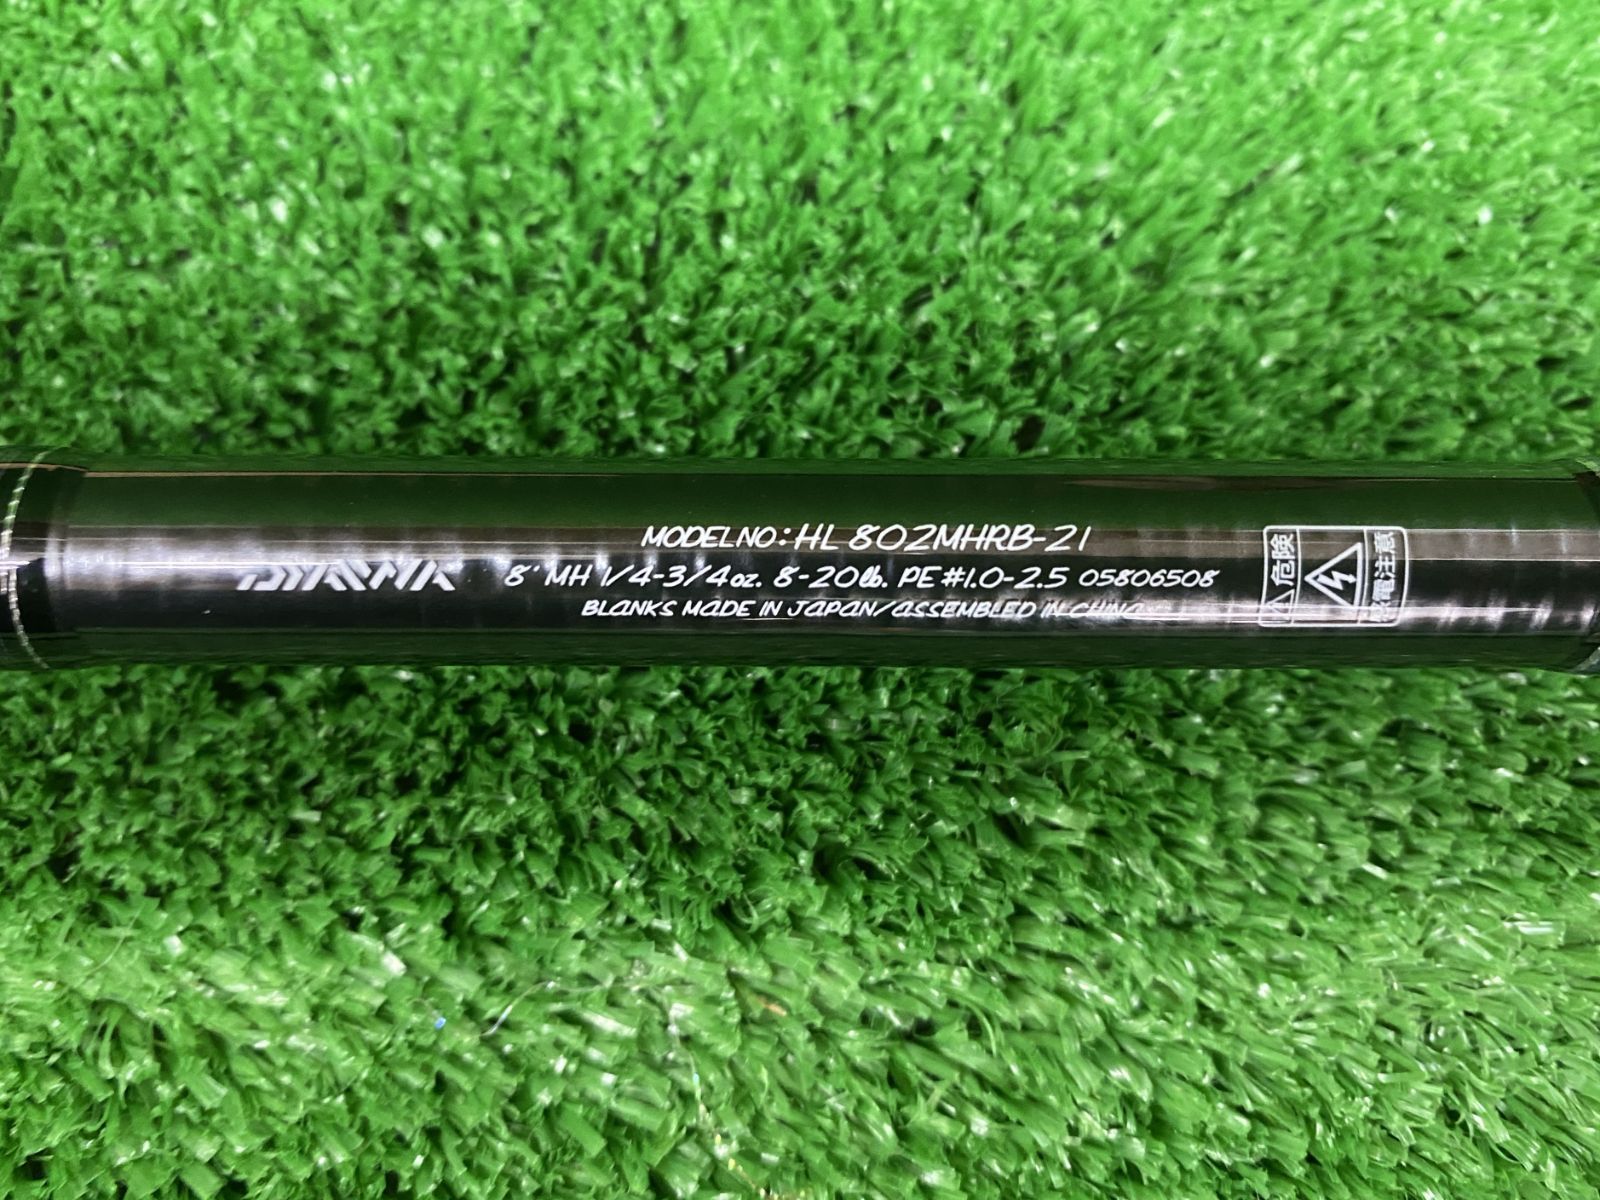 MODEL NO: HL 802MHRB-21
DAIWA 8' MH 1/4-3/4oz. 8-20lb. PE#1.0-2.5 05806508
BLANKS MADE IN JAPAN/ASSEMBLED IN CHINA
危険
感電注意